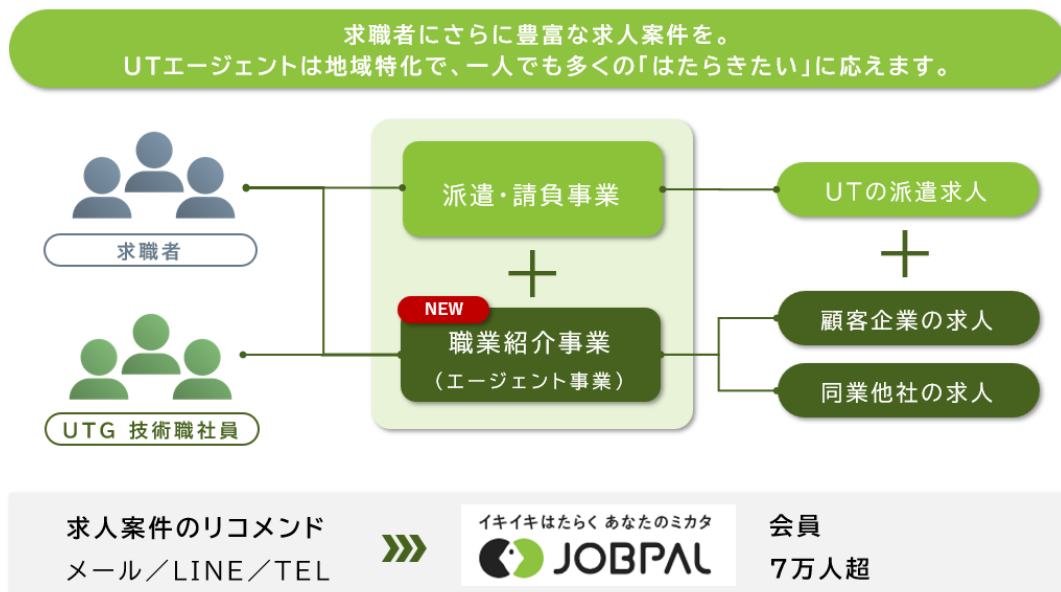 求職者にさらに豊富な求人案件を。
UTエージェントは地域特化で、一人でも多くの「はたらきたい」に応えます。
求職者
UTG 技術職社員
派遣・請負事業
NEW
職業紹介事業
（エージェント事業）
UTの派遣求人
顧客企業の求人
同業他社の求人
求人案件のリコメンド
メール／LINE／TEL
イキイキはたらく あなたのミカタ
JOBPAL
会員
7万人超